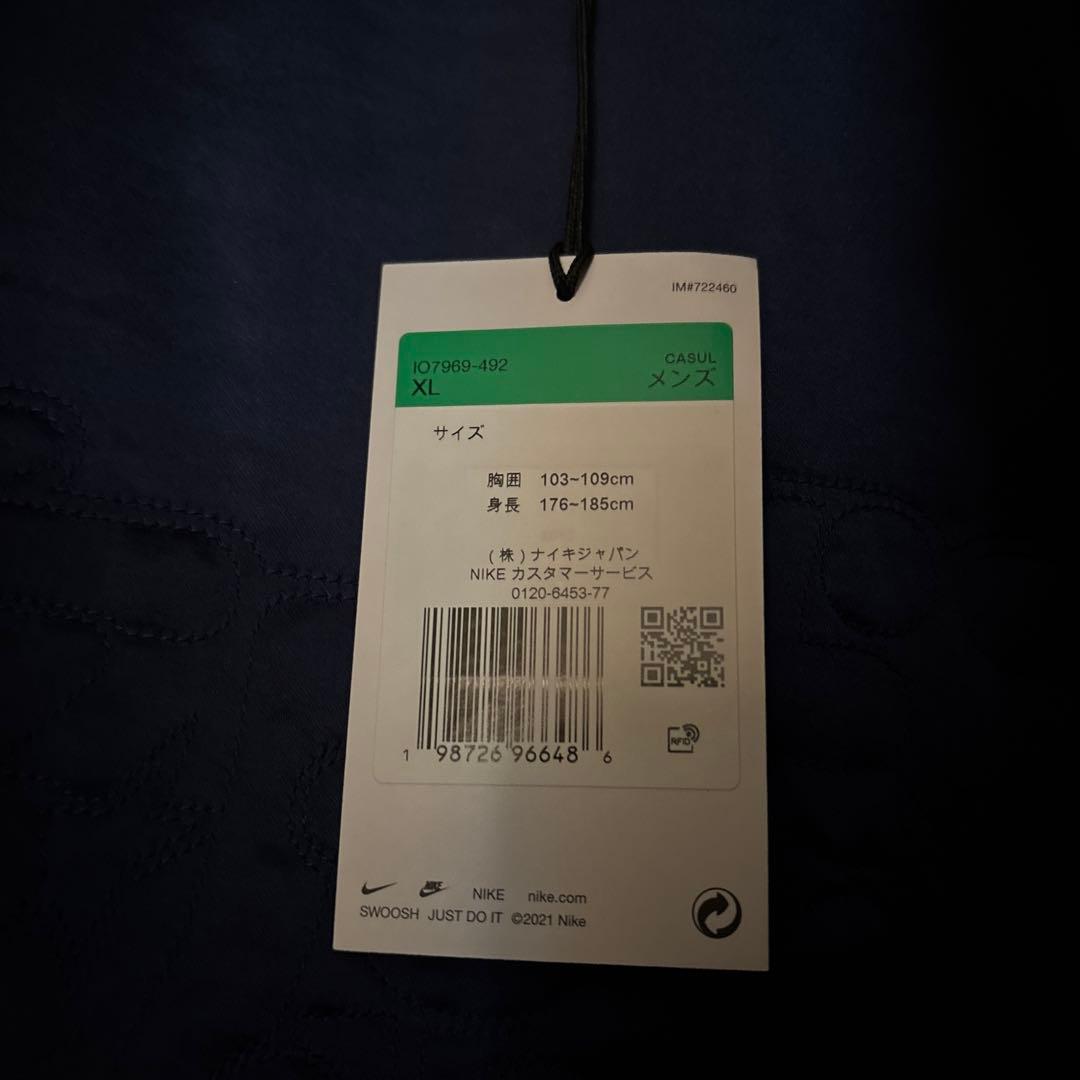 IM#722460
IO7969-492
XL
CASUL
メンズ
サイズ
胸囲 103~109cm
身長 176~185cm
(株)ナイキジャパン
NIKE カスタマーサービス
0120-6453-77
1 98726 96648 6
RFID
NIKE
NIKE nike.com
SWOOSH JUST DO IT ©2021 Nike